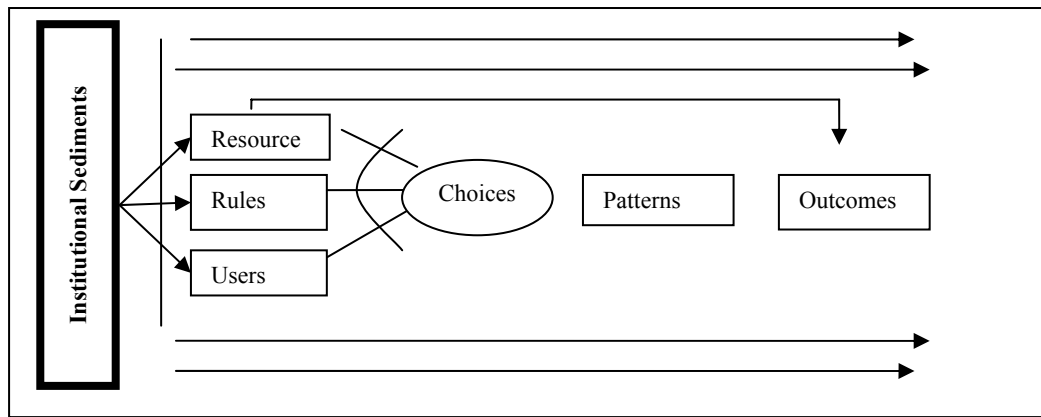 Institutional Sediments
Resource
Rules
Users
Choices
Patterns
Outcomes